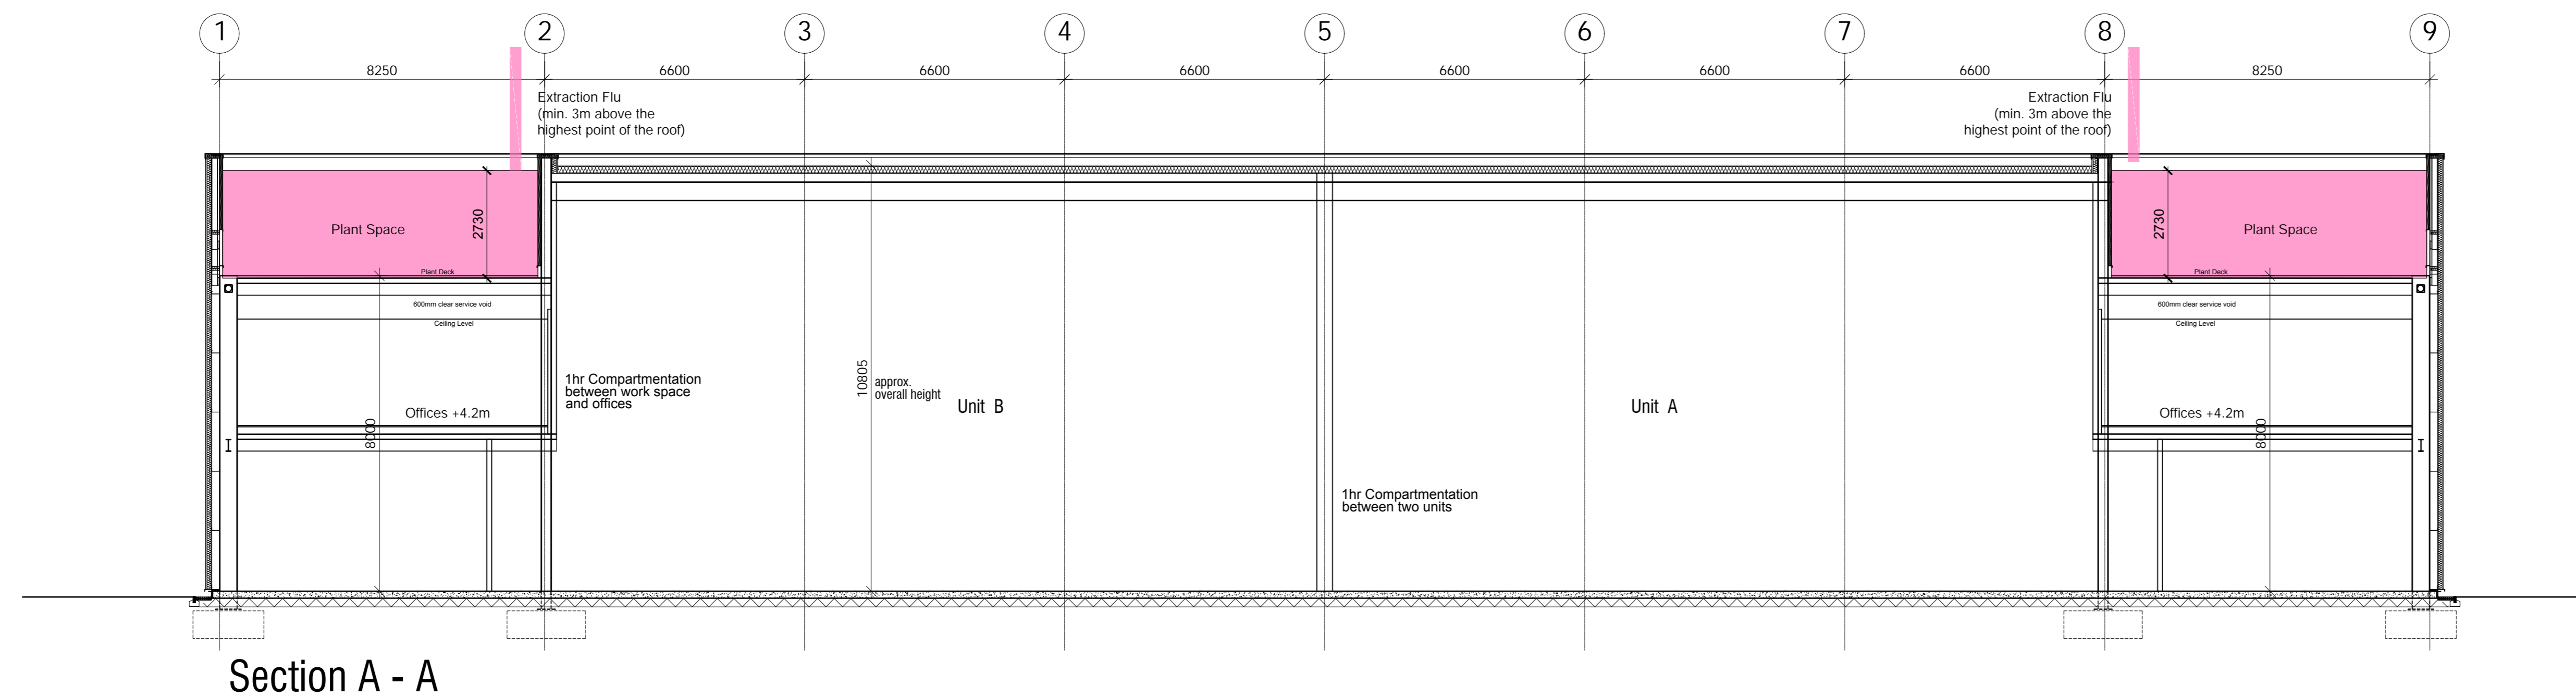 1 2 3 4 5 6 7 8 9
8250 6600 6600 6600 6600 6600 6600 8250
Extraction Flu
(min. 3m above the
highest point of the roof)
Extraction Flu
(min. 3m above the
highest point of the roof)
Plant Space
2730
Plant Deck
600mm clear service void
Ceiling Level
Offices +4.2m
8000
1hr Compartmentation
between work space
and offices
10805
approx.
overall height
Unit B
1hr Compartmentation
between two units
Unit A
2730
Plant Space
Plant Deck
600mm clear service void
Ceiling Level
Offices +4.2m
8000
Section A - A